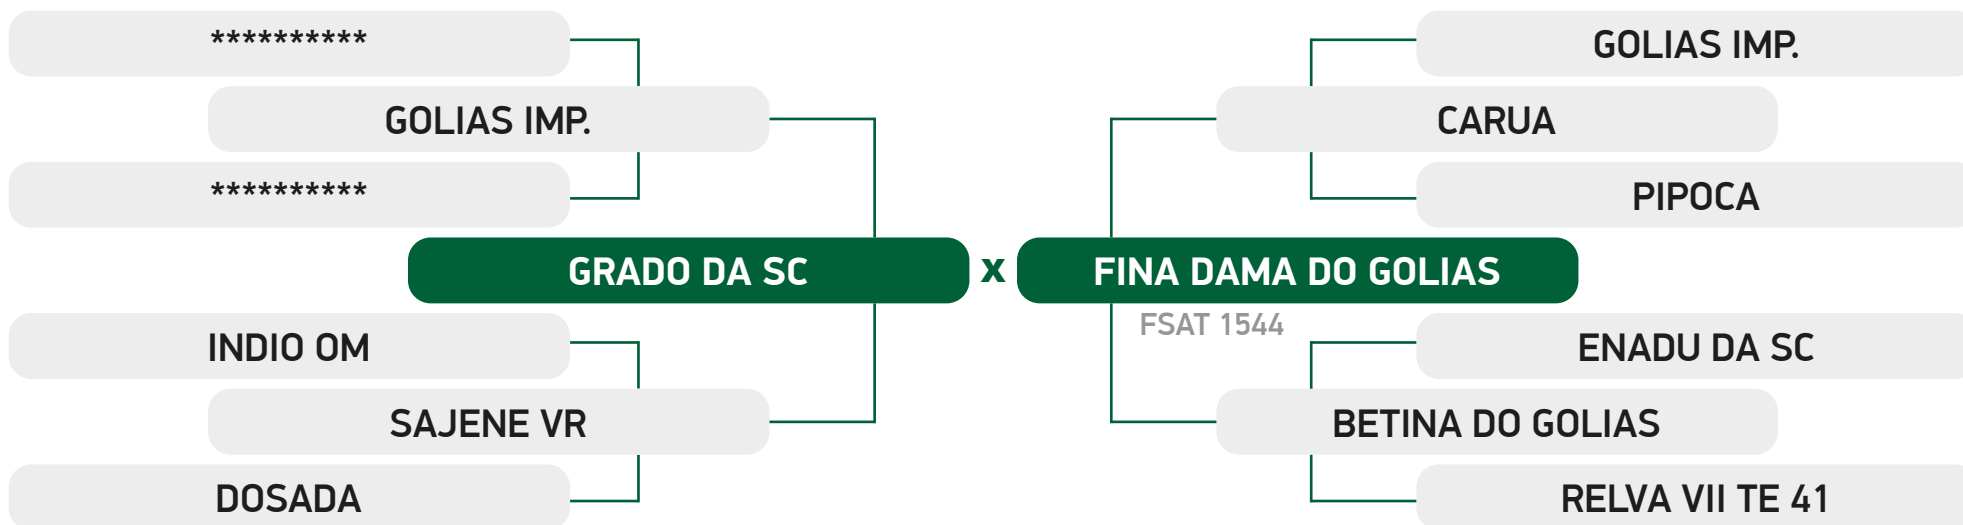 **********
GOLIAS IMP.
**********
GRADO DA SC
INDIO OM
SAJENE VR
DOSADA
x
GOLIAS IMP.
CARUA
PIPOCA
FINA DAMA DO GOLIAS
FSAT 1544
ENADU DA SC
BETINA DO GOLIAS
RELVA VII TE 41